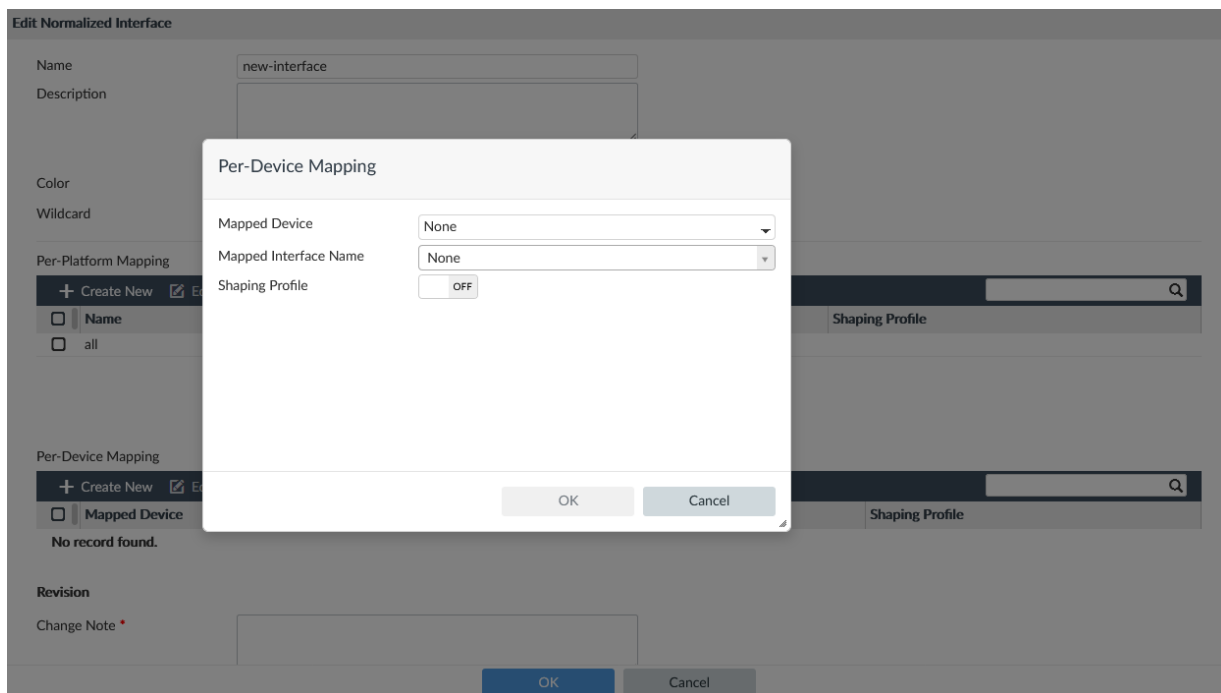 Edit Normalized Interface
Name new-interface
Description
Per-Device Mapping
Color
Wildcard
Mapped Device None
Mapped Interface Name None
Shaping Profile OFF
Per-Platform Mapping
Create New
Name Shaping Profile
all
Per-Device Mapping
Create New
OK Cancel
Mapped Device Shaping Profile
No record found.
Revision
Change Note *
OK Cancel